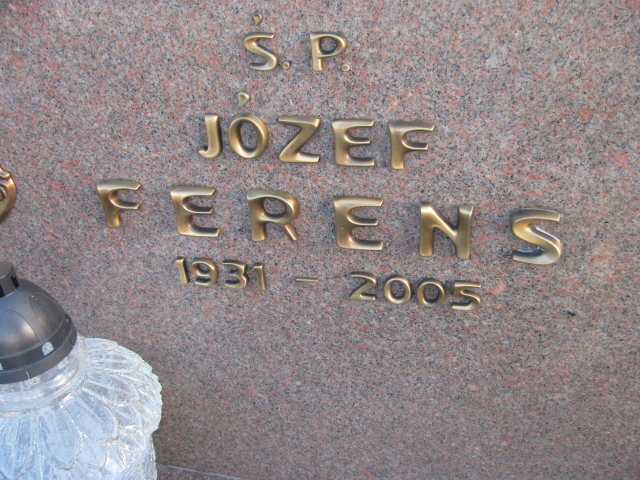 Ś. P.
JÓZEF
FERENS
1931 – 2005